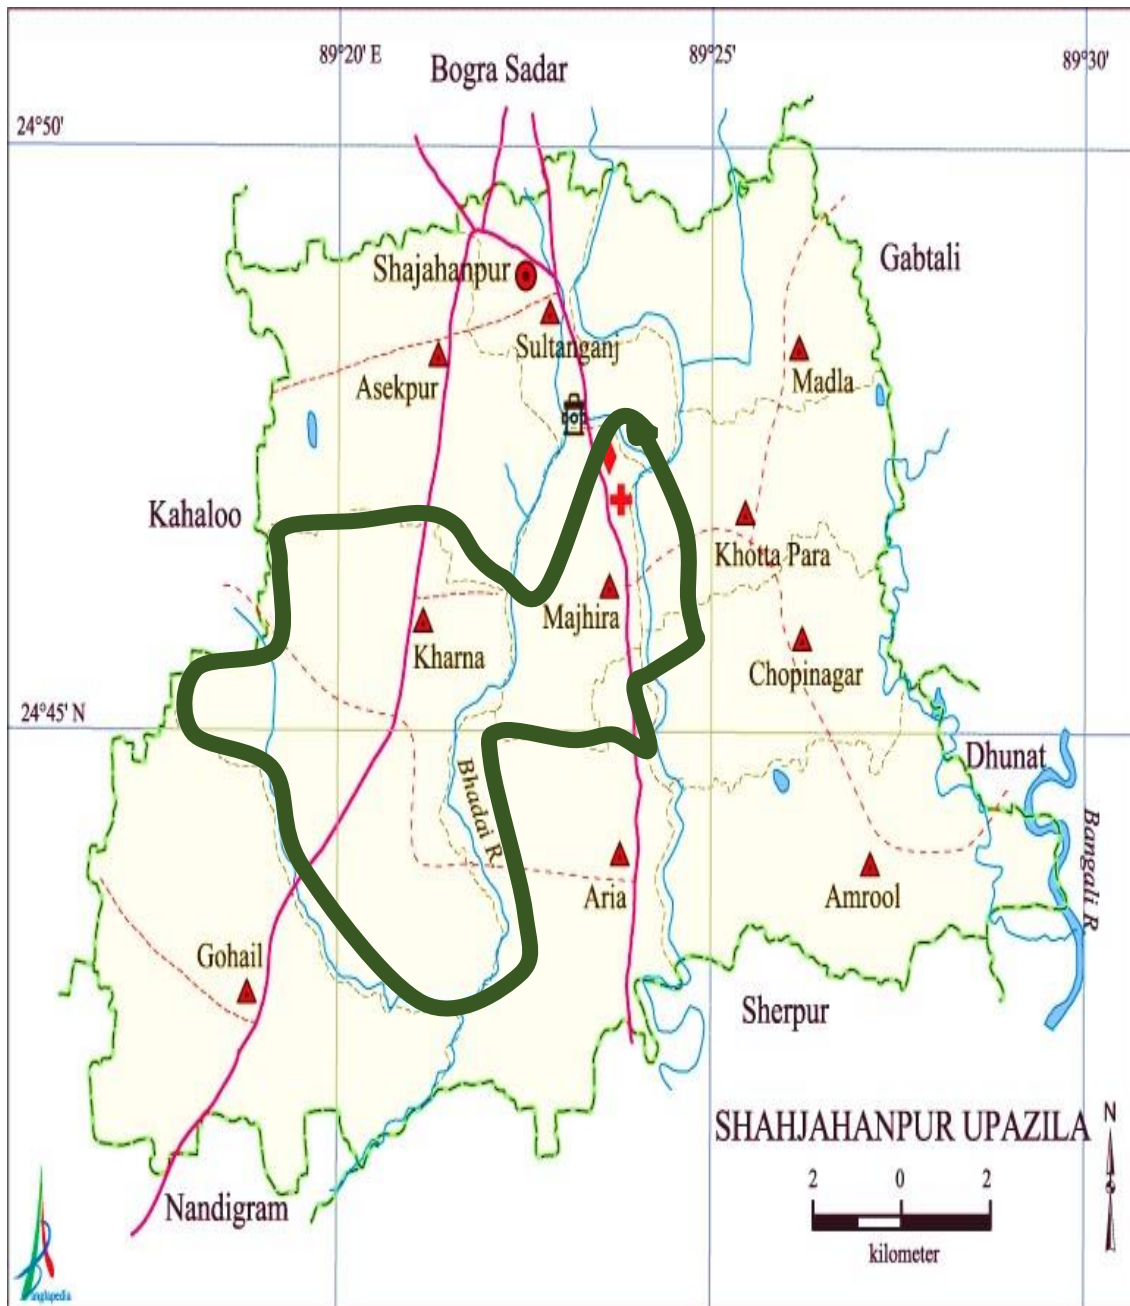 89°20' E
89°25'
89°30'
Bogra Sadar
24°50'
Gabtali
Shajahanpur
Sultanganj
Asekpur
Madla
Kahaloo
Khotta Para
Majhira
Kharna
Chopinagar
24°45' N
Dhunat
Bhadai R.
Bangali R
Aria
Amrool
Gohail
Sherpur
SHAHJAHANPUR UPAZILA
N
2 0 2
kilometer
Nandigram
Banglapedia